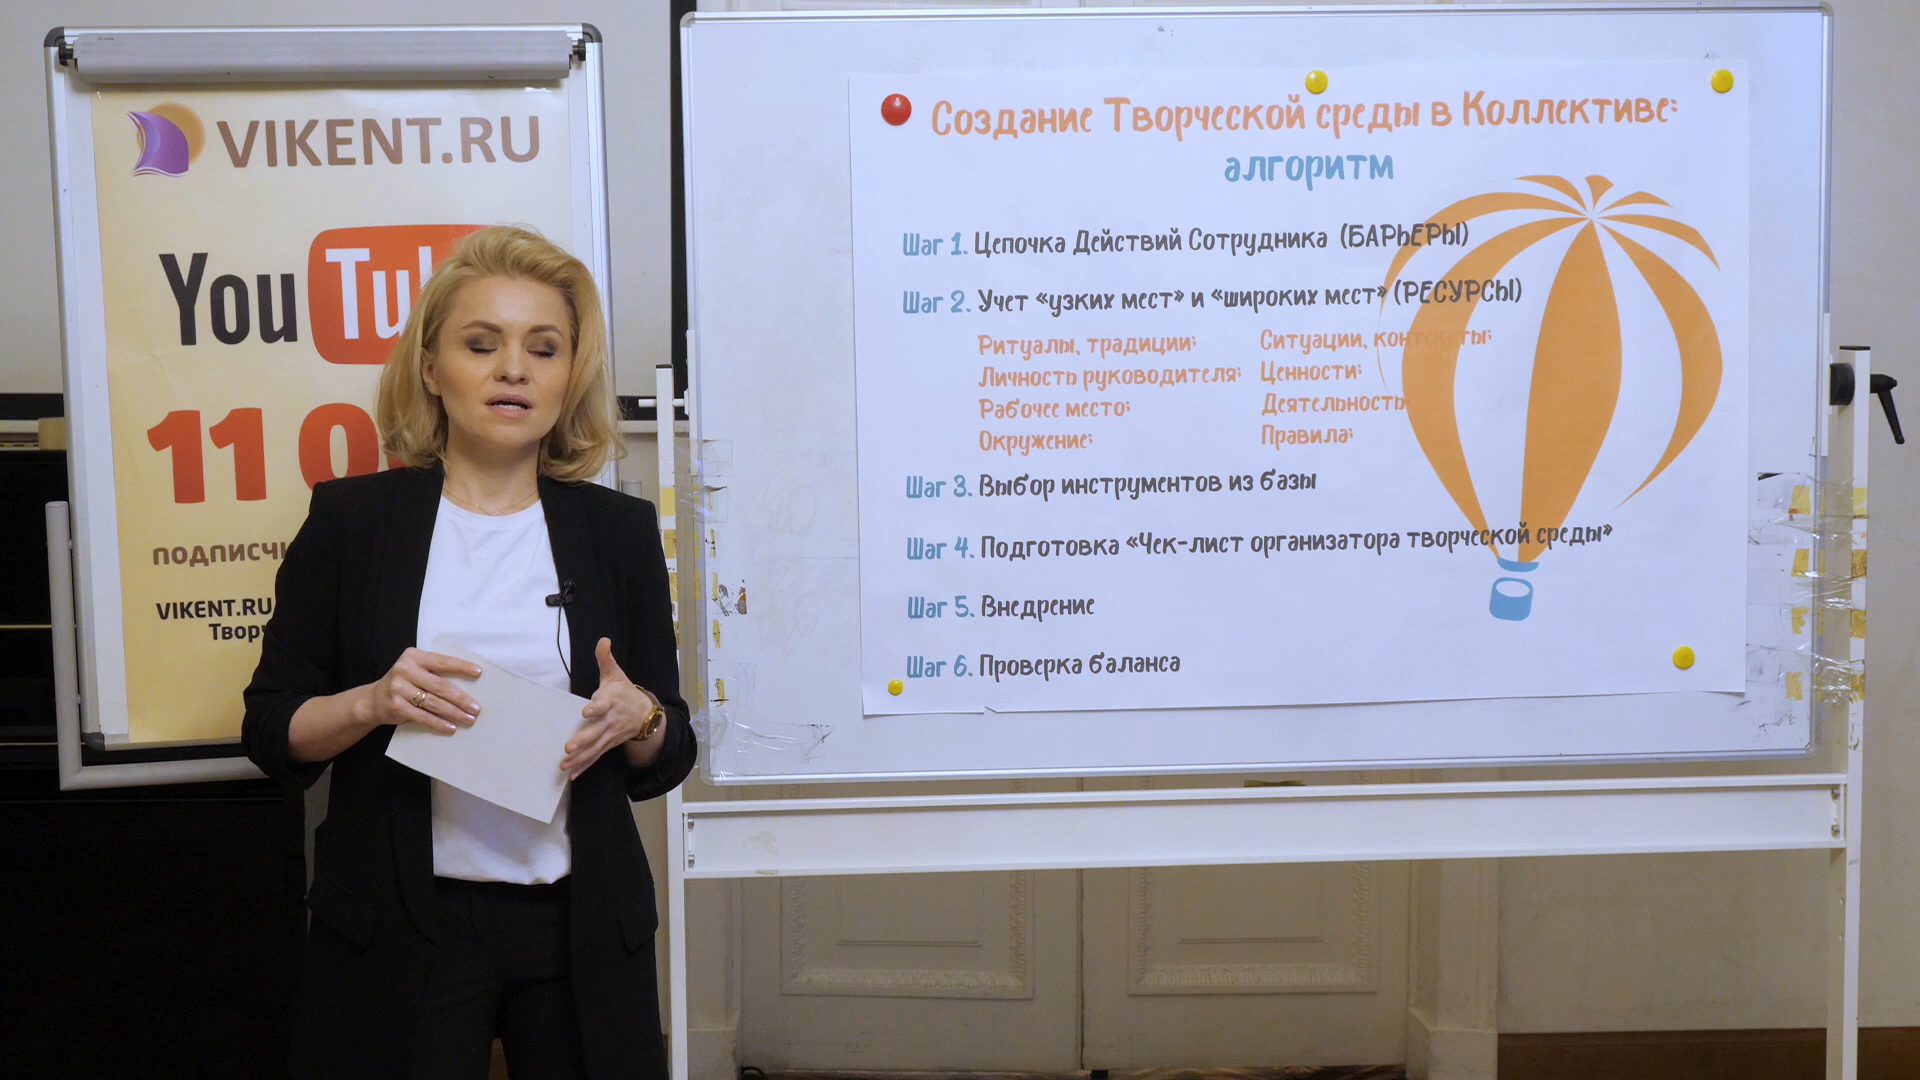 VIKENT.RU
YouTu
11 0
подписч
VIKENT.RU
Твор
Создание Творческой среды в Коллективе:
алгоритм
Шаг 1. Цепочка Действий Сотрудника (БАРЬЕРЫ)
Шаг 2. Учет «узких мест» и «широких мест» (РЕСУРСЫ)
Ритуалы, традиции; Ситуации, контексты;
Личность руководителя; Ценности;
Рабочее место; Деятельность
Окружение; Правила;
Шаг 3. Выбор инструментов из базы
Шаг 4. Подготовка «Чек-лист организатора творческой среды»
Шаг 5. Внедрение
Шаг 6. Проверка баланса